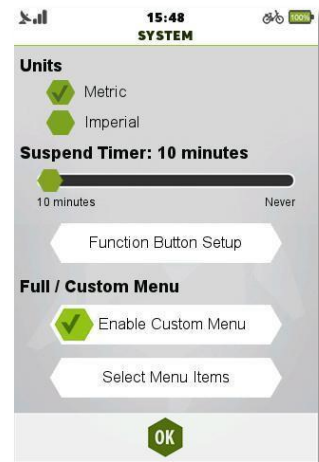 15:48
100%
SYSTEM
Units
Metric
Imperial
Suspend Timer: 10 minutes
10 minutes Never
Function Button Setup
Full / Custom Menu
Enable Custom Menu
Select Menu Items
OK